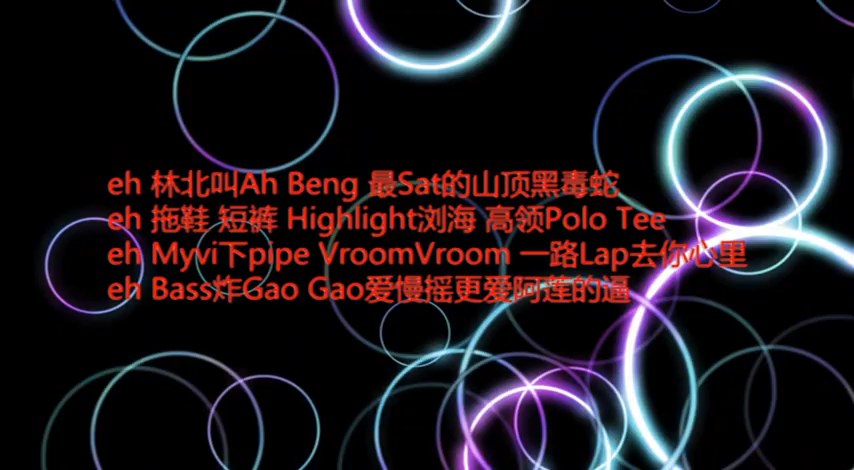 eh 林北叫Ah Beng 最Sat的山顶黑毒蛇
eh 拖鞋 短裤 Highlight浏海 高领Polo Tee
eh Myvi下pipe VroomVroom 一路Lap去你心里
eh Bass炸Gao Gao爱慢摇更爱阿莲的逼